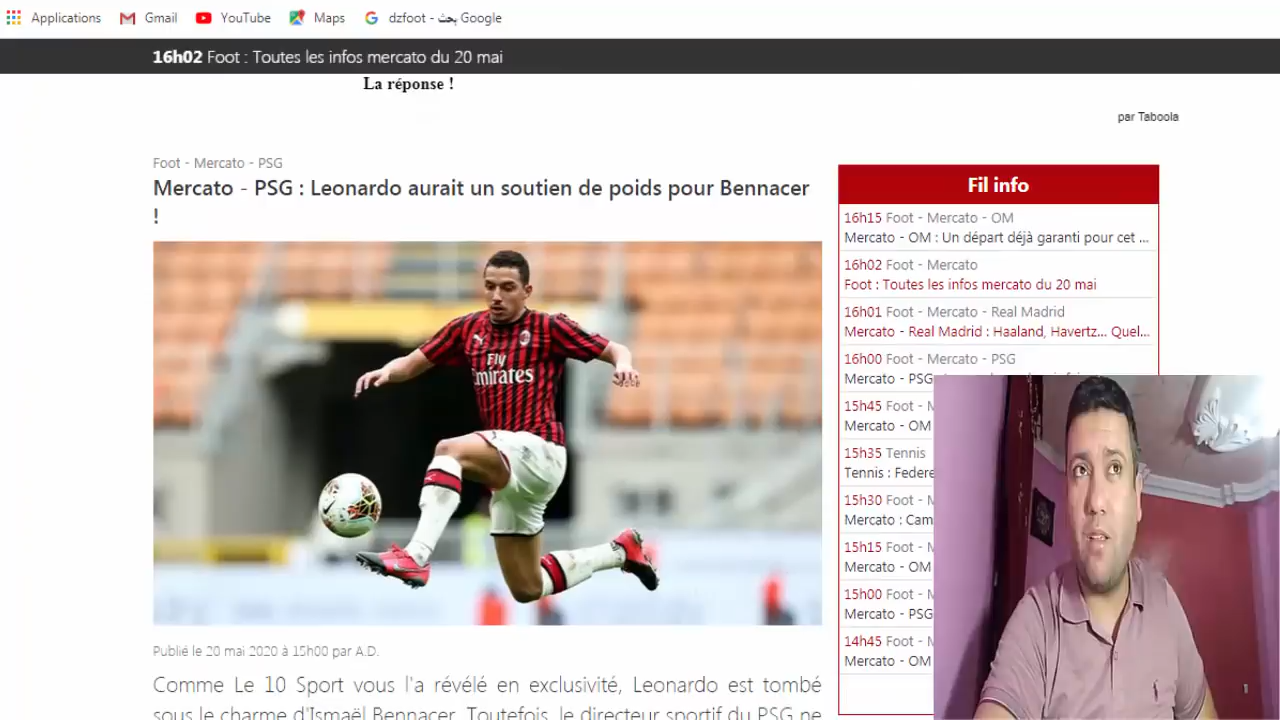 Applications
Gmail
YouTube
Maps
dzfoot - بحث Google
16h02 Foot : Toutes les infos mercato du 20 mai
La réponse !
par Taboola
Foot - Mercato - PSG
Mercato - PSG : Leonardo aurait un soutien de poids pour Bennacer
!
Fly
Emirates
Publié le 20 mai 2020 à 15h00 par A.D.
Comme Le 10 Sport vous l'a révélé en exclusivité, Leonardo est tombé
sous le charme d'Ismaël Bennacer. Toutefois, le directeur sportif du PSG ne
Fil info
16h15 Foot - Mercato - OM
Mercato - OM : Un départ déjà garanti pour cet ...
16h02 Foot - Mercato
Foot : Toutes les infos mercato du 20 mai
16h01 Foot - Mercato - Real Madrid
Mercato - Real Madrid : Haaland, Havertz... Quel...
16h00 Foot - Mercato - PSG
Mercato - PSG
15h45 Foot -
Mercato - OM
15h35 Tennis
Tennis : Federe
15h30 Foot -
Mercato : Cam
15h15 Foot -
Mercato - OM
15h00 Foot -
Mercato - PSG
14h45 Foot -
Mercato - OM